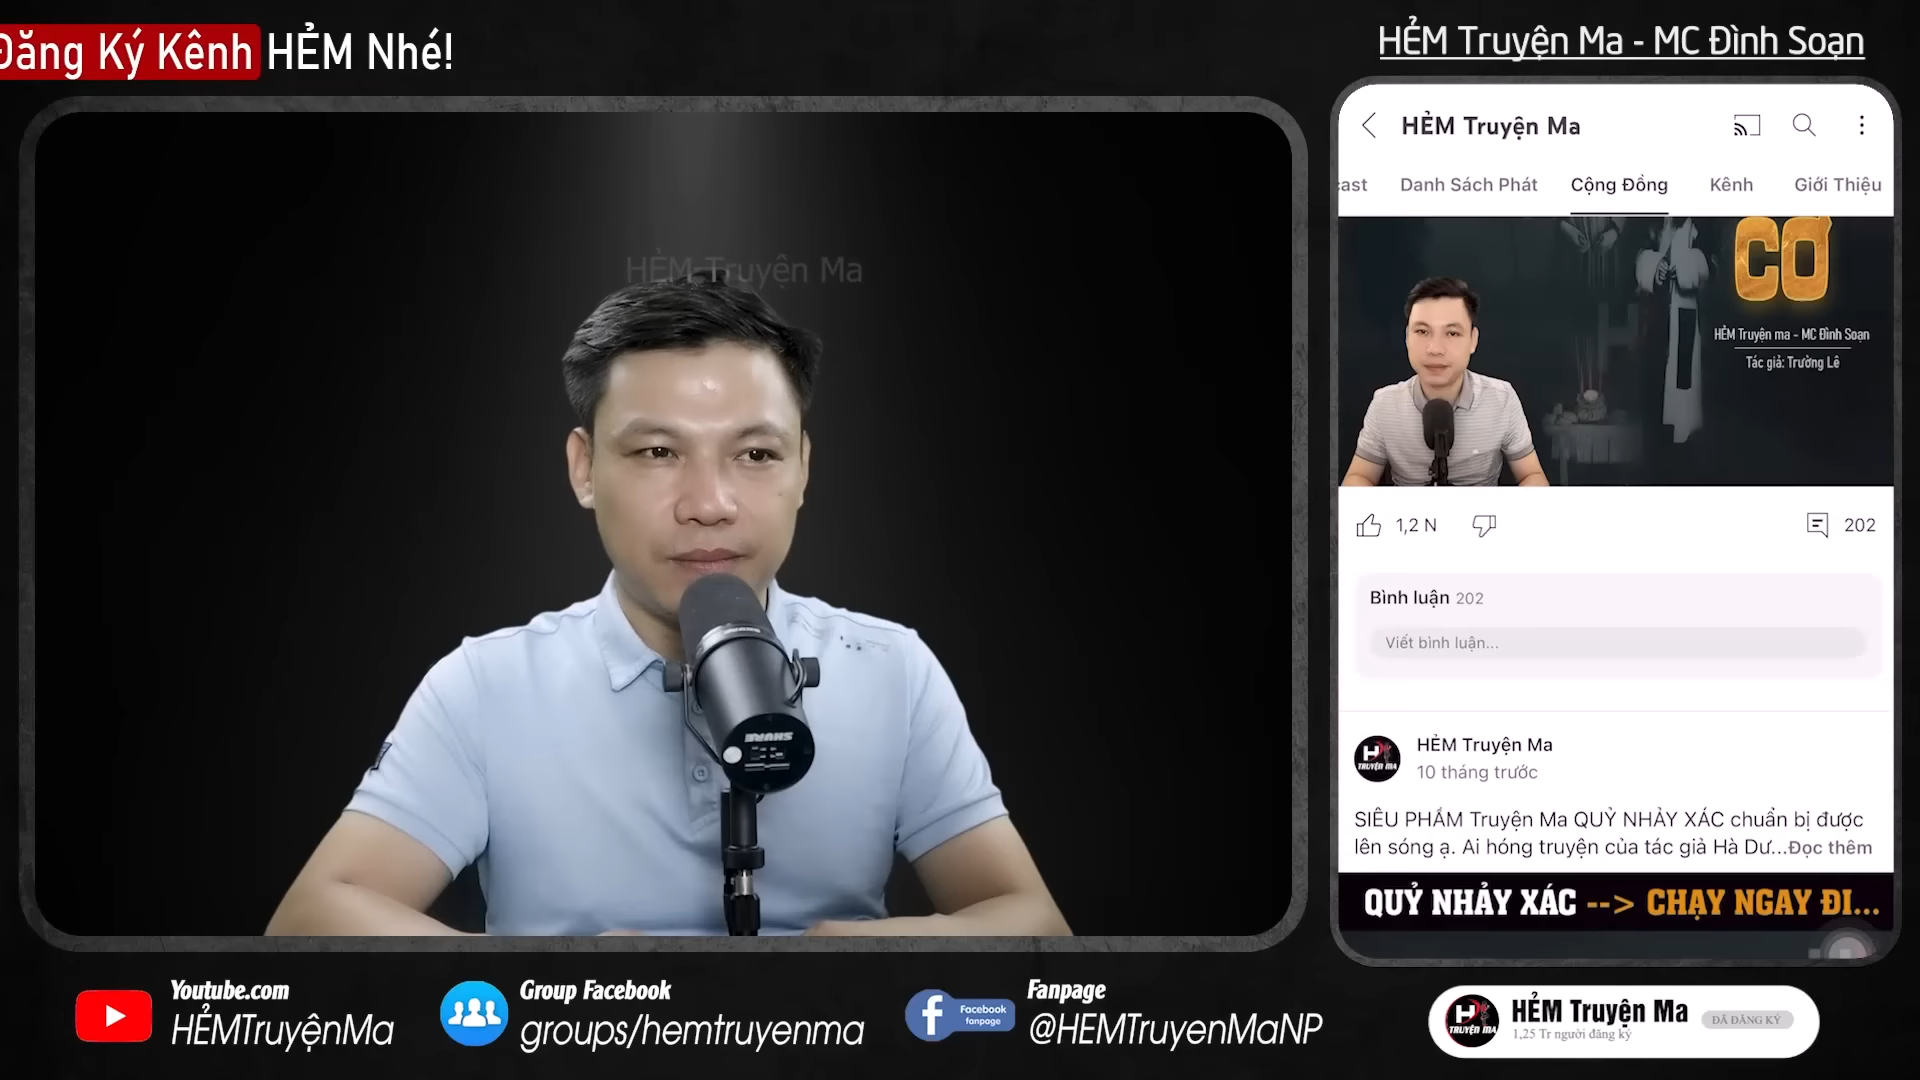 Đăng Ký Kênh HẺM Nhé!
HẺM Truyện Ma - MC Đình Soạn
HẺM Truyện Ma
HẺM Truyện Ma
cast Danh Sách Phát Cộng Đồng Kênh Giới Thiệu
CƠ
HẺM Truyện ma - MC Đình Soạn
Tác giả: Trường Lê
1,2 N
202
Bình luận 202
Viết bình luận...
HẺM Truyện Ma
10 tháng trước
SIÊU PHẨM Truyện Ma QUỶ NHẢY XÁC chuẩn bị được
lên sóng ạ. Ai hóng truyện của tác giả Hà Dư...Đọc thêm
QUỶ NHẢY XÁC --> CHẠY NGAY ĐI...
SHURE
Youtube.com
HẺMTruyệnMa
Group Facebook
groups/hemtruyenma
Facebook
fanpage
Fanpage
@HEMTruyenMaNP
H
TRUYỆN MA
HẺM Truyện Ma
1,25 Tr người đăng ký
ĐÃ ĐĂNG KÝ